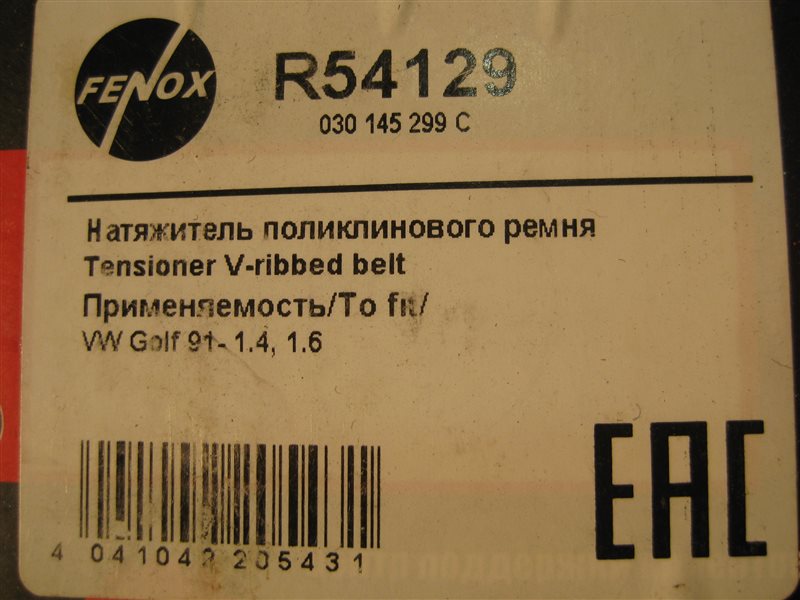 FENOX
R54129
030 145 299 C
Натяжитель поликлинового ремня
Tensioner V-ribbed belt
Применяемость/To fit/
VW Golf 91- 1.4, 1.6
4 041042 205431
EAC